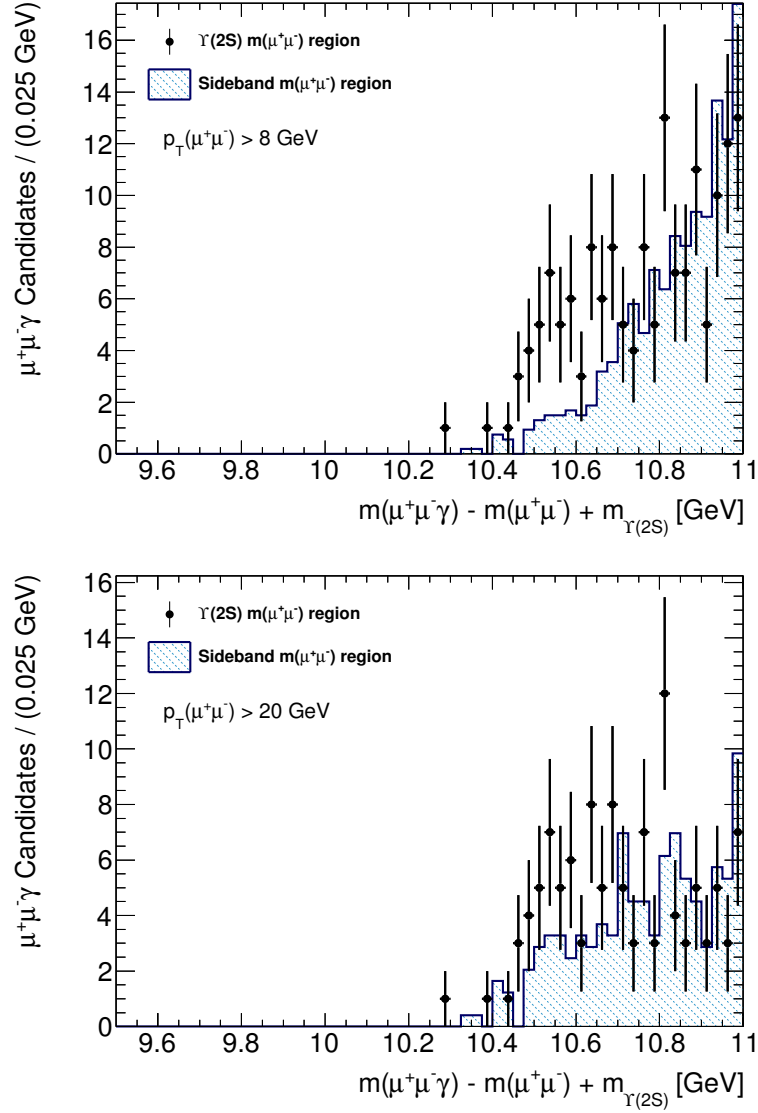 16
14
12
10
8
6
4
2
0
μ⁺μ⁻γ Candidates / (0.025 GeV)
ϒ(2S) m(μ⁺μ⁻) region
Sideband m(μ⁺μ⁻) region
p_T(μ⁺μ⁻) > 8 GeV
9.6 9.8 10 10.2 10.4 10.6 10.8 11
m(μ⁺μ⁻γ) - m(μ⁺μ⁻) + m_ϒ(2S) [GeV]
16
14
12
10
8
6
4
2
0
μ⁺μ⁻γ Candidates / (0.025 GeV)
ϒ(2S) m(μ⁺μ⁻) region
Sideband m(μ⁺μ⁻) region
p_T(μ⁺μ⁻) > 20 GeV
9.6 9.8 10 10.2 10.4 10.6 10.8 11
m(μ⁺μ⁻γ) - m(μ⁺μ⁻) + m_ϒ(2S) [GeV]